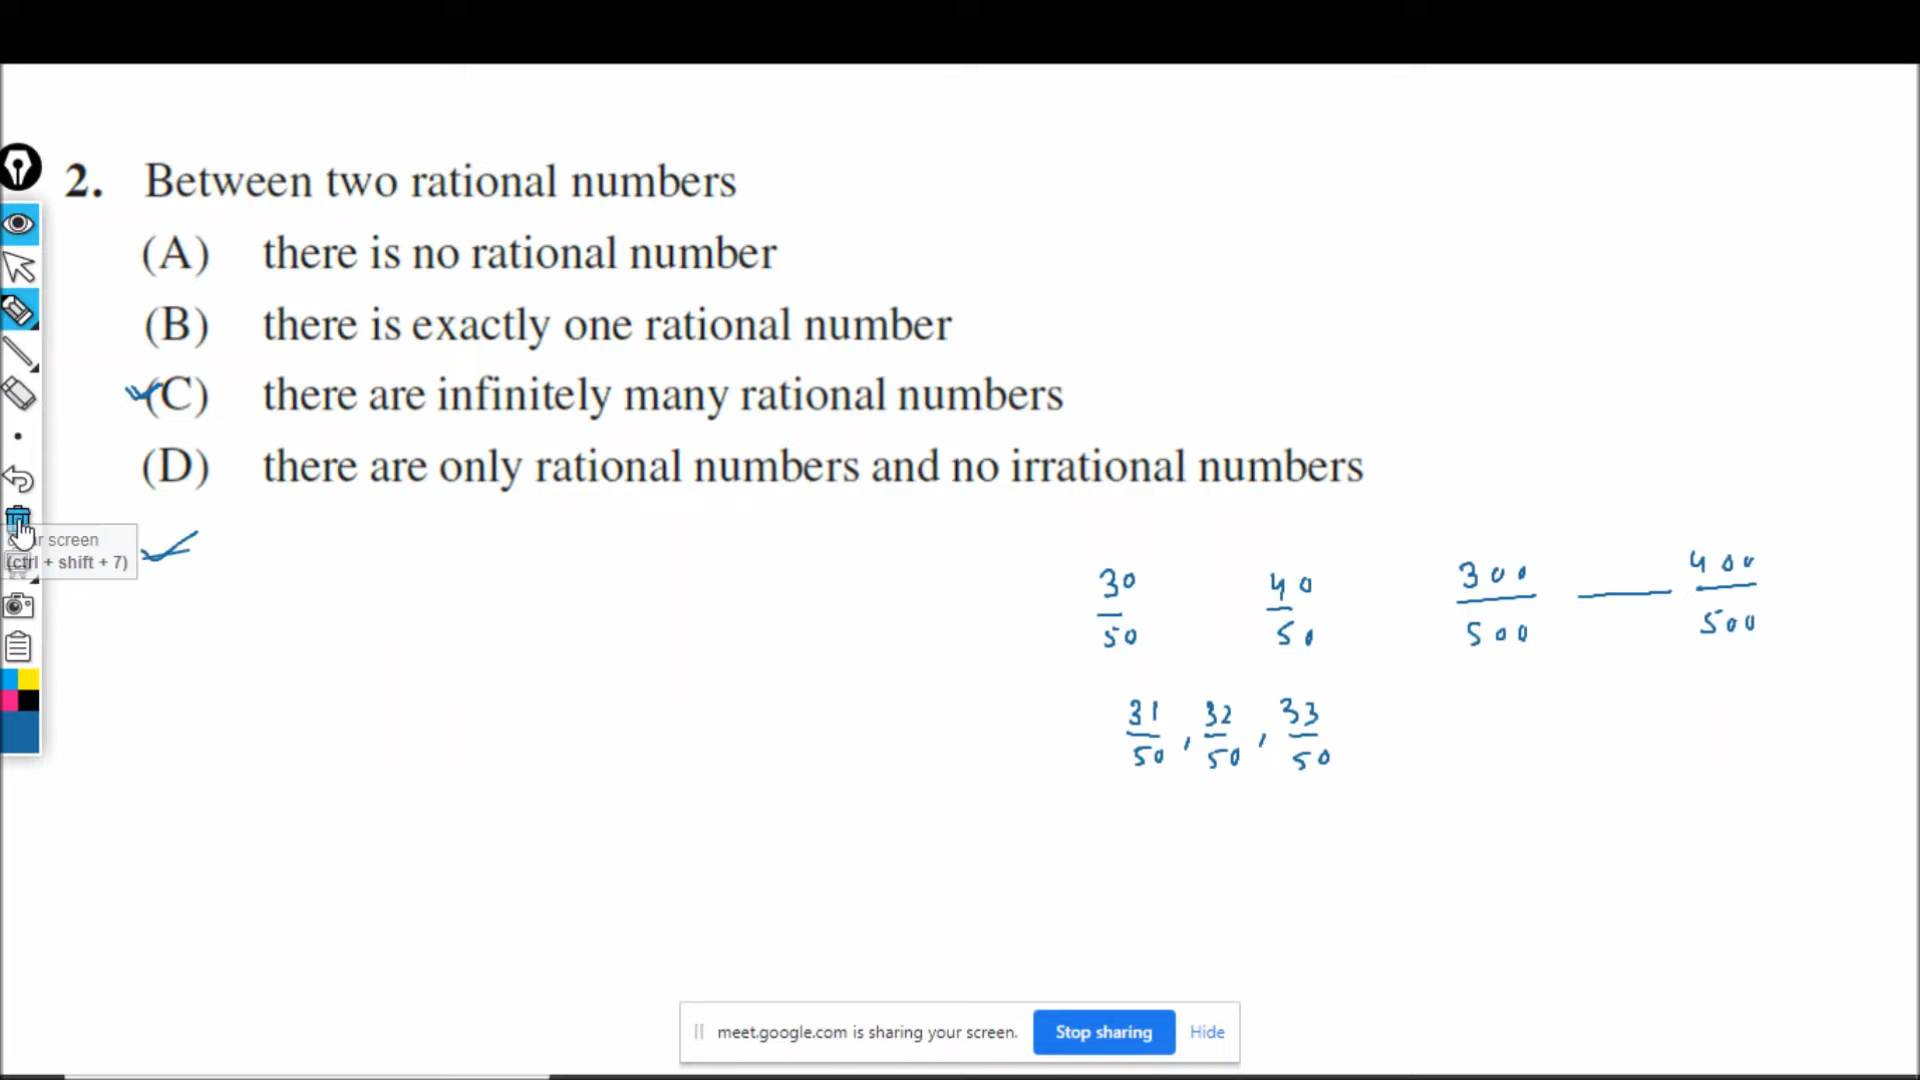 2. Between two rational numbers
(A) there is no rational number
(B) there is exactly one rational number
(C) there are infinitely many rational numbers
(D) there are only rational numbers and no irrational numbers
screen
(ctrl + shift + 7)
30/50 40/50 300/500 400/500
31/50 , 32/50 , 33/50
meet.google.com is sharing your screen. Stop sharing Hide